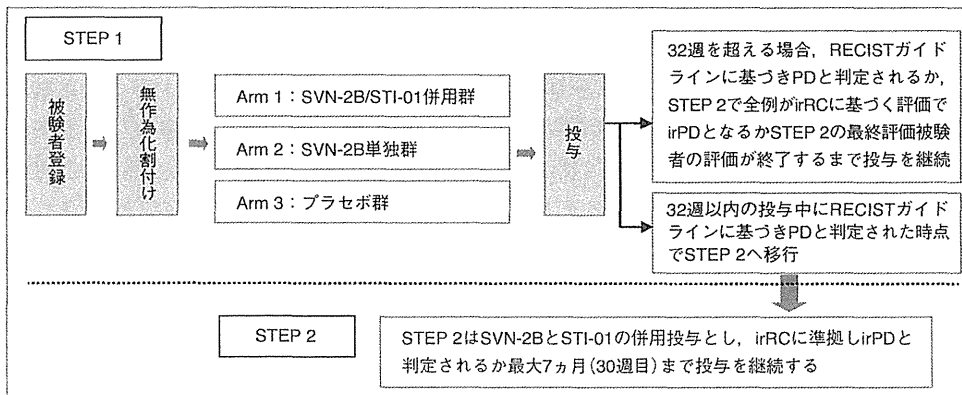 STEP 1
被験者登録
無作為化割付け
Arm 1：SVN-2B/STI-01併用群
Arm 2：SVN-2B単独群
Arm 3：プラセボ群
投与
32週を超える場合，RECISTガイド
ラインに基づきPDと判定されるか，
STEP 2で全例がirRCに基づく評価で
irPDとなるかSTEP 2の最終評価被験
者の評価が終了するまで投与を継続
32週以内の投与中にRECISTガイド
ラインに基づきPDと判定された時点
でSTEP 2へ移行
STEP 2
STEP 2はSVN-2BとSTI-01の併用投与とし，irRCに準拠しirPDと
判定されるか最大7ヵ月(30週目)まで投与を継続する